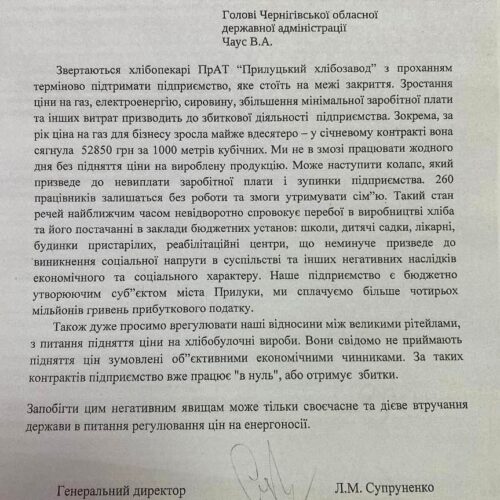 Голові Чернігівської обласної
державної адміністрації
Чаус В.А.
Звертаються хлібопекарі ПрАТ “Прилуцький хлібозавод” з проханням
терміново підтримати підприємство, яке стоїть на межі закриття. Зростання
ціни на газ, електроенергію, сировину, збільшення мінімальної заробітної плати
та інших витрат призводить до збиткової діяльності підприємства. Зокрема, за
рік ціна на газ для бізнесу зросла майже вдесятеро – у січневому контракті вона
сягнула 52850 грн за 1000 метрів кубічних. Ми не в змозі працювати жодного
дня без підняття ціни на вироблену продукцію. Може наступити колапс, який
призведе до невиплати заробітної плати і зупинки підприємства. 260
працівників залишаться без роботи та змоги утримувати сім”ю. Такий стан
речей найближчим часом невідворотно спровокує перебої в виробництві хліба
та його постачанні в заклади бюджетних установ: школи, дитячі садки, лікарні,
будинки пристарілих, реабілітаційні центри, що неминуче призведе до
виникнення соціальної напруги в суспільстві та інших негативних наслідків
економічного та соціального характеру. Наше підприємство є бюджетно
утворюючим суб”єктом міста Прилуки, ми сплачуємо більше чотирьох
мільйонів гривень прибуткового податку.
Також дуже просимо врегулювати наші відносини між великими рітейлами,
з питання підняття ціни на хлібобулочні вироби. Вони свідомо не приймають
підняття цін зумовлені об”єктивними економічними чинниками. За таких
контрактів підприємство вже працює "в нуль", або отримує збитки.
Запобігти цим негативним явищам може тільки своєчасне та дієве втручання
держави в питання регулювання цін на енергоносії.
Генеральний директор Л.М. Супруненко